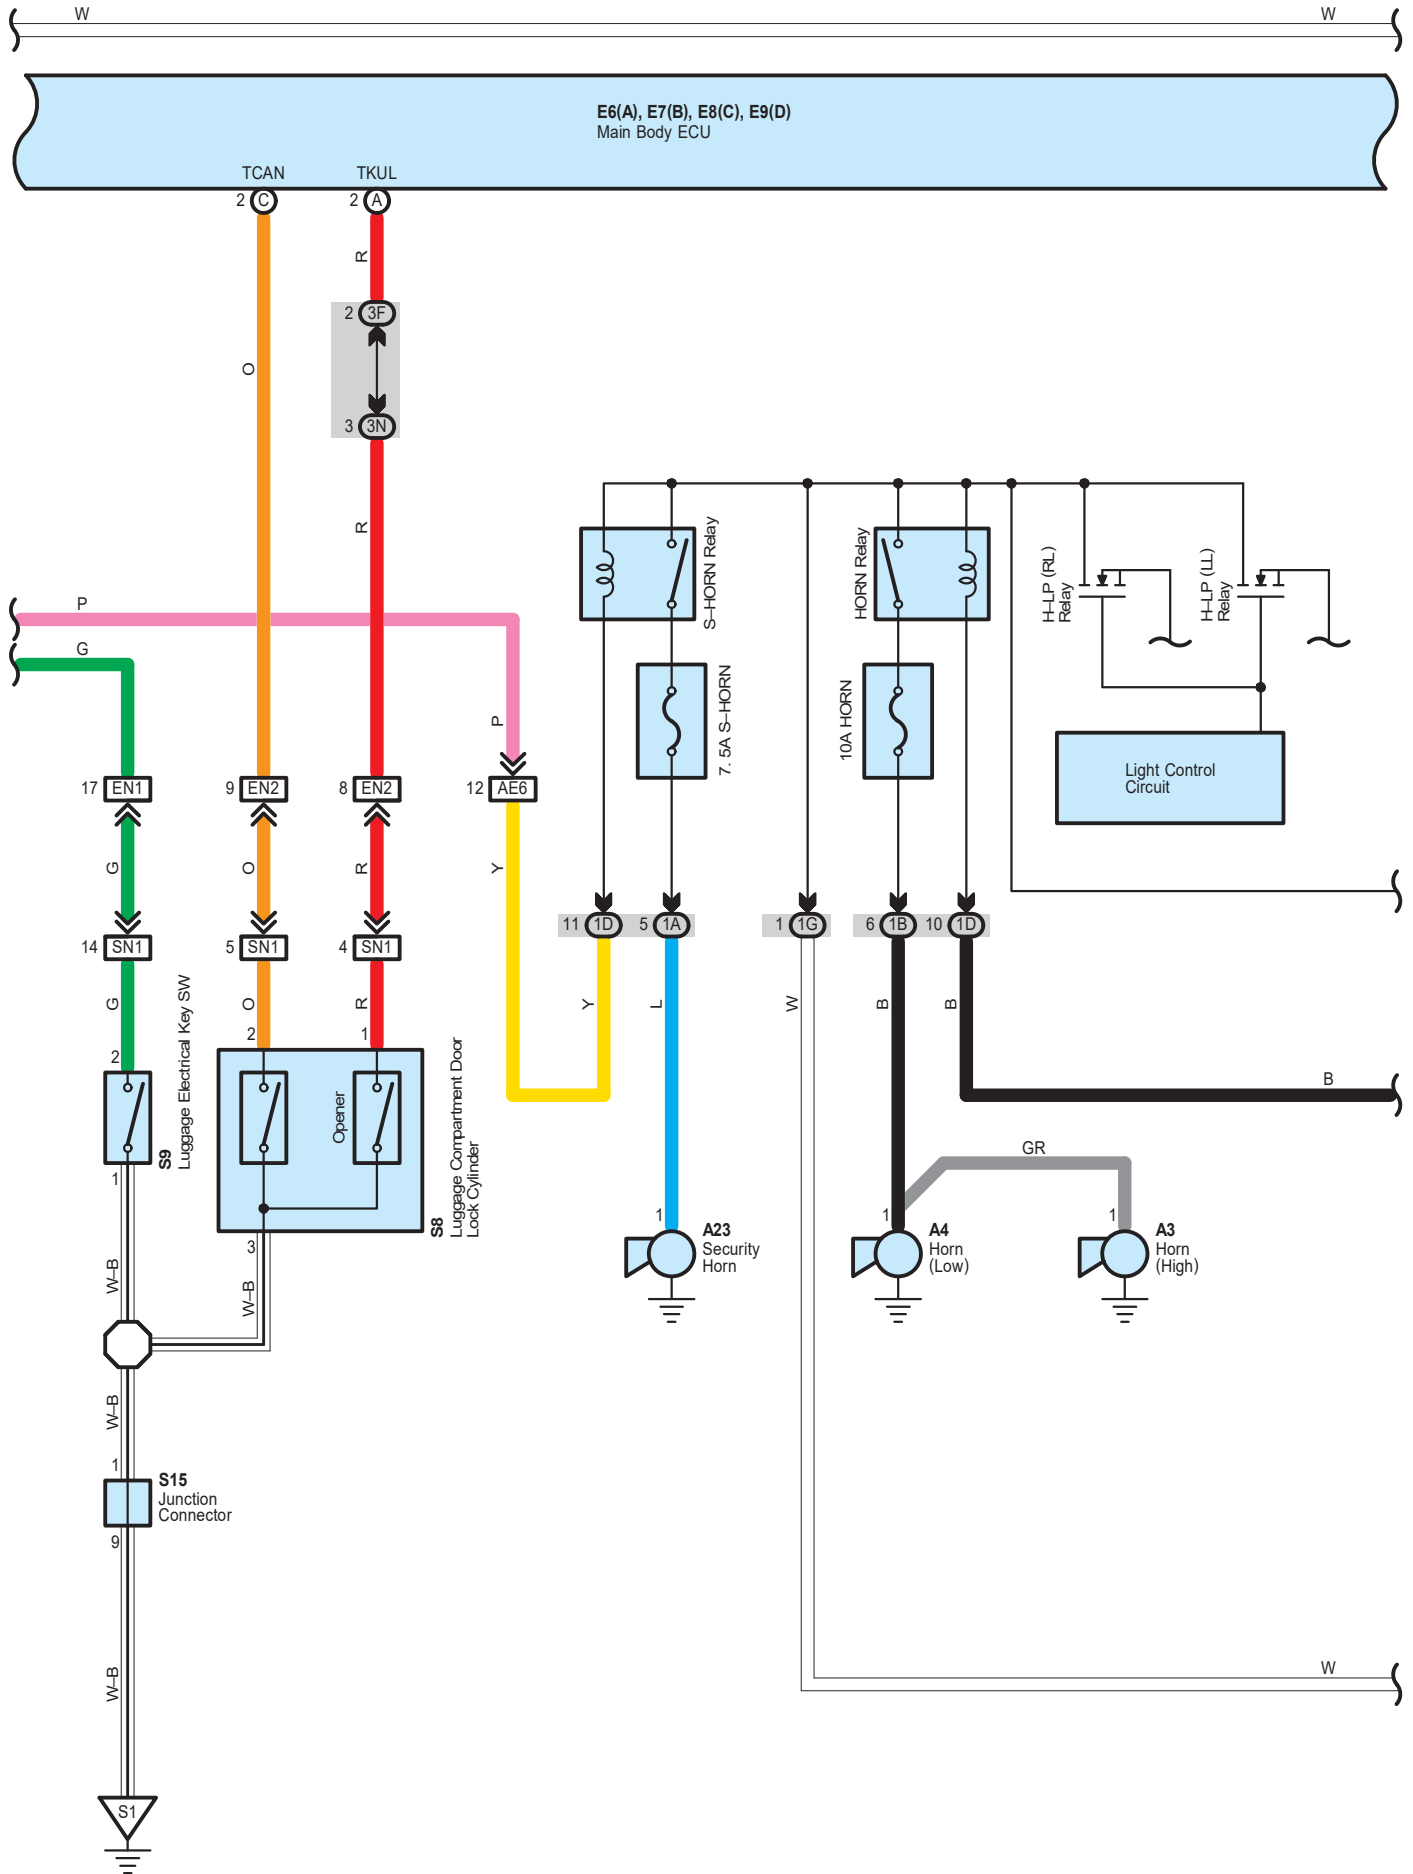 W
W
E6(A), E7(B), E8(C), E9(D)
Main Body ECU
TCAN
TKUL
2 C
2 A
R
2 3F
O
3 3N
R
S–HORN Relay
HORN Relay
H–LP (RL)
Relay
H–LP (LL)
Relay
P
G
P
7. 5A S–HORN
10A HORN
Light Control
Circuit
17 EN1
9 EN2
8 EN2
12 AE6
G
O
R
Y
11 1D
5 1A
1 1G
6 1B
10 1D
14 SN1
5 SN1
4 SN1
G
O
R
Y
L
W
B
B
2
2
1
Luggage Electrical Key SW
S9
Opener
Luggage Compartment Door
Lock Cylinder
S8
B
GR
1
3
1
A23
Security
Horn
1
A4
Horn
(Low)
1
A3
Horn
(High)
W–B
W–B
W–B
1
S15
Junction
Connector
9
W–B
W
S1